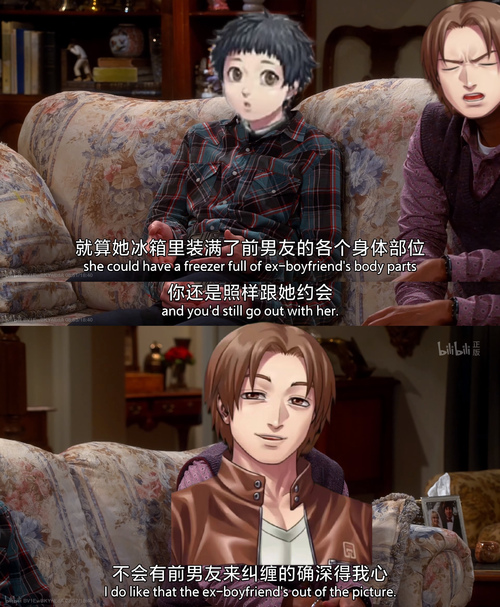 就算她冰箱里装满了前男友的各个身体部位
she could have a freezer full of ex-boyfriend's body parts
你还是照样跟她约会
and you'd still go out with her.
bilibili 正版
不会有前男友来纠缠的确深得我心
I do like that the ex-boyfriend's out of the picture.
bilibili